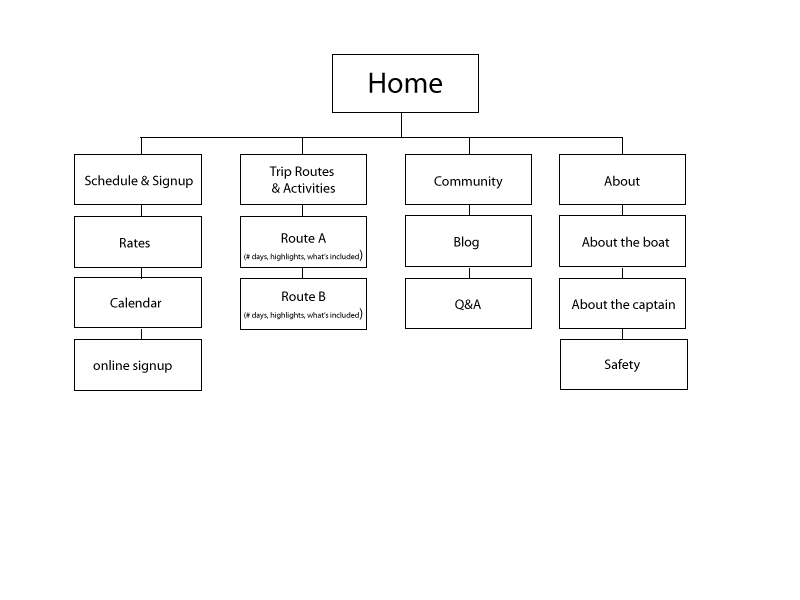 Home
Schedule & Signup
Trip Routes
& Activities
Community
About
Rates
Route A
(# days, highlights, what's included)
Blog
About the boat
Calendar
Route B
(# days, highlights, what's included)
Q&A
About the captain
online signup
Safety